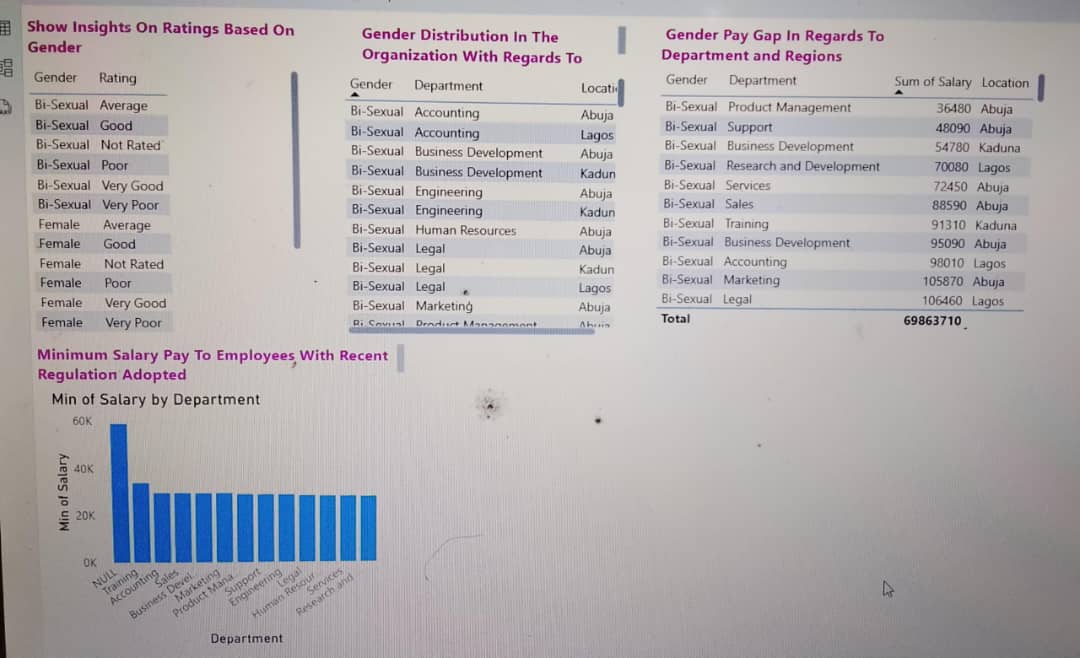 Show Insights On Ratings Based On
Gender
Gender Rating
Bi-Sexual Average
Bi-Sexual Good
Bi-Sexual Not Rated
Bi-Sexual Poor
Bi-Sexual Very Good
Bi-Sexual Very Poor
Female Average
Female Good
Female Not Rated
Female Poor
Female Very Good
Female Very Poor
Gender Distribution In The
Organization With Regards To
Gender Department Locati
Bi-Sexual Accounting Abuja
Bi-Sexual Accounting Lagos
Bi-Sexual Business Development Abuja
Bi-Sexual Business Development Kadun
Bi-Sexual Engineering Abuja
Bi-Sexual Engineering Kadun
Bi-Sexual Human Resources Abuja
Bi-Sexual Legal Abuja
Bi-Sexual Legal Kadun
Bi-Sexual Legal Lagos
Bi-Sexual Marketing Abuja
Bi-Sexual Product Management Abuja
Gender Pay Gap In Regards To
Department and Regions
Gender Department Sum of Salary Location
Bi-Sexual Product Management 36480 Abuja
Bi-Sexual Support 48090 Abuja
Bi-Sexual Business Development 54780 Kaduna
Bi-Sexual Research and Development 70080 Lagos
Bi-Sexual Services 72450 Abuja
Bi-Sexual Sales 88590 Abuja
Bi-Sexual Training 91310 Kaduna
Bi-Sexual Business Development 95090 Abuja
Bi-Sexual Accounting 98010 Lagos
Bi-Sexual Marketing 105870 Abuja
Bi-Sexual Legal 106460 Lagos
Total 69863710
Minimum Salary Pay To Employees With Recent
Regulation Adopted
Min of Salary by Department
60K
40K
20K
0K
Min of Salary
NULL
Training
Accounting
Sales
Business Devel...
Marketing
Product Mana...
Support
Engineering
Legal
Human Resour...
Services
Research and ...
Department